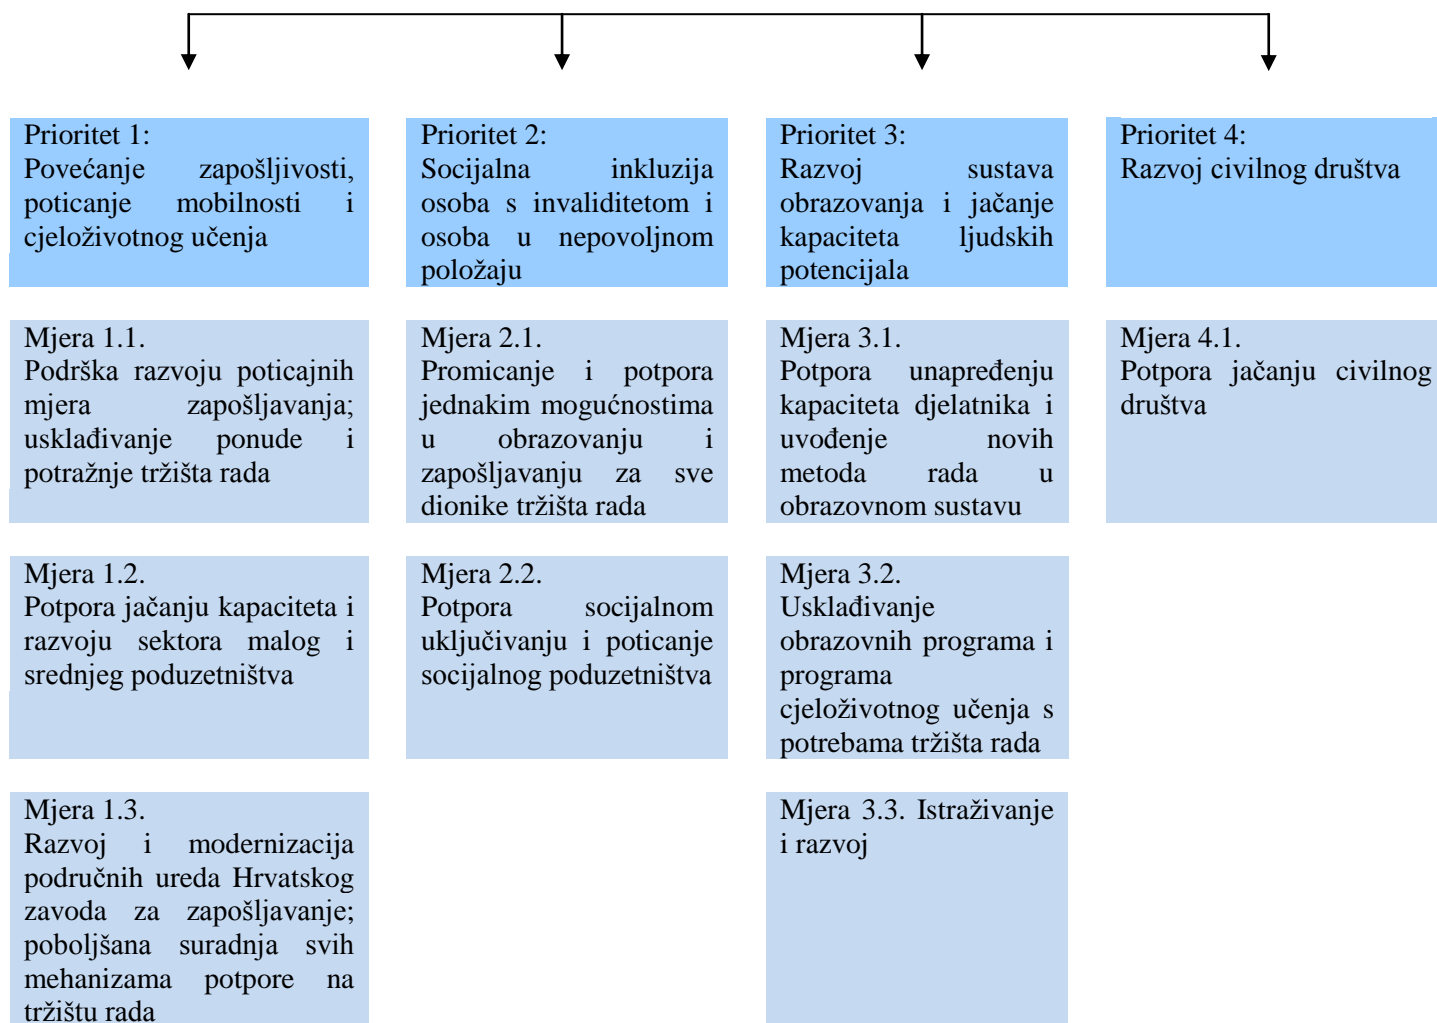 Prioritet 1:
Povećanje zapošljivosti,
poticanje mobilnosti i
cjeloživotnog učenja
Prioritet 2:
Socijalna inkluzija
osoba s invaliditetom i
osoba u nepovoljnom
položaju
Prioritet 3:
Razvoj sustava
obrazovanja i jačanje
kapaciteta ljudskih
potencijala
Prioritet 4:
Razvoj civilnog društva
Mjera 1.1.
Podrška razvoju poticajnih
mjera zapošljavanja;
usklađivanje ponude i
potražnje tržišta rada
Mjera 2.1.
Promicanje i potpora
jednakim mogućnostima
u obrazovanju i
zapošljavanju za sve
dionike tržišta rada
Mjera 3.1.
Potpora unapređenju
kapaciteta djelatnika i
uvođenje novih
metoda rada u
obrazovnom sustavu
Mjera 4.1.
Potpora jačanju civilnog
društva
Mjera 1.2.
Potpora jačanju kapaciteta i
razvoju sektora malog i
srednjeg poduzetništva
Mjera 2.2.
Potpora socijalnom
uključivanju i poticanje
socijalnog poduzetništva
Mjera 3.2.
Usklađivanje
obrazovnih programa i
programa
cjeloživotnog učenja s
potrebama tržišta rada
Mjera 1.3.
Razvoj i modernizacija
područnih ureda Hrvatskog
zavoda za zapošljavanje;
poboljšana suradnja svih
mehanizama potpore na
tržištu rada
Mjera 3.3. Istraživanje
i razvoj